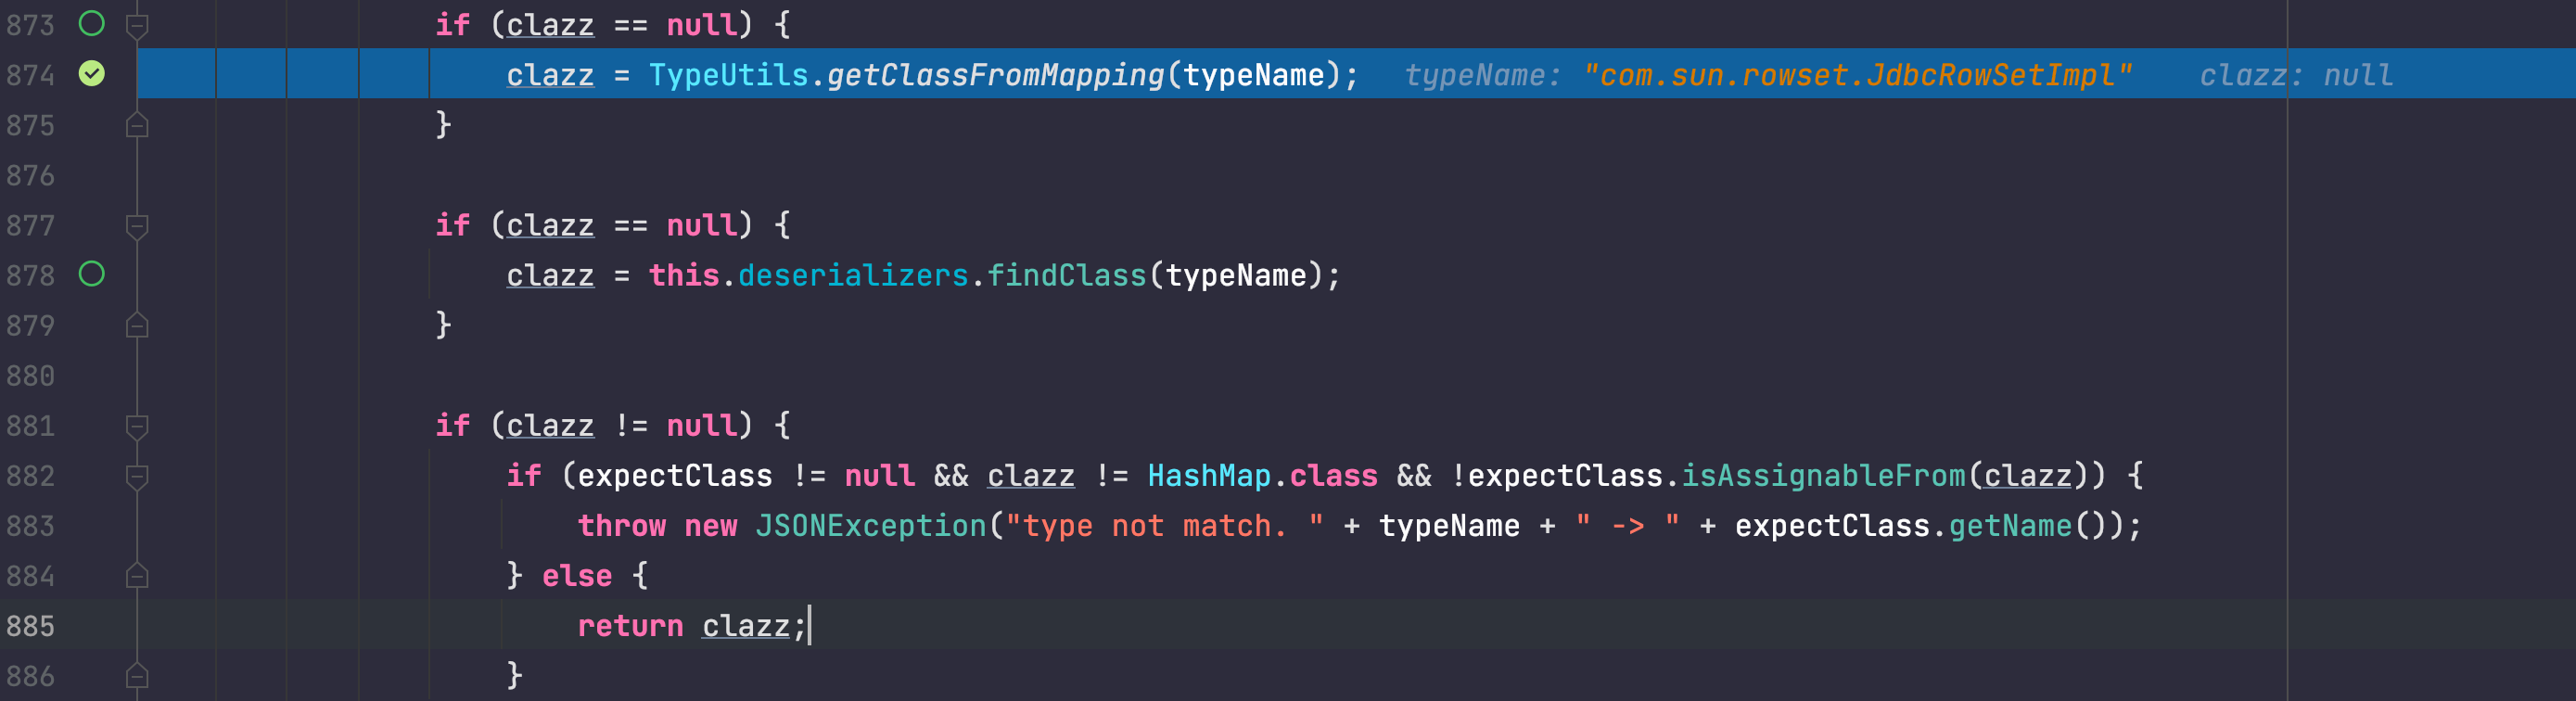 873 if (clazz == null) {
874 clazz = TypeUtils.getClassFromMapping(typeName); typeName: "com.sun.rowset.JdbcRowSetImpl" clazz: null
875 }
876
877 if (clazz == null) {
878 clazz = this.deserializers.findClass(typeName);
879 }
880
881 if (clazz != null) {
882 if (expectClass != null && clazz != HashMap.class && !expectClass.isAssignableFrom(clazz)) {
883 throw new JSONException("type not match. " + typeName + " -> " + expectClass.getName());
884 } else {
885 return clazz;
886 }